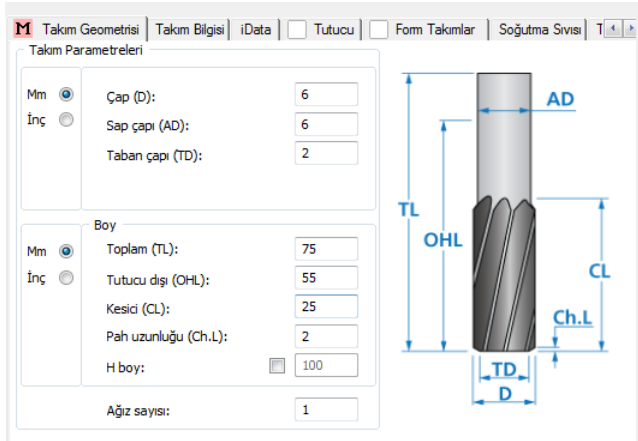 M Takım Geometrisi Takım Bilgisi iData Tutucu Form Takımlar Soğutma Sıvısı T
Takım Parametreleri
Mm
İnç
Çap (D): 6
Sap çapı (AD): 6
Taban çapı (TD): 2
Boy
Mm
İnç
Toplam (TL): 75
Tutucu dışı (OHL): 55
Kesici (CL): 25
Pah uzunluğu (Ch.L): 2
H boy: 100
Ağız sayısı: 1
AD
TL
OHL
CL
Ch.L
TD
D